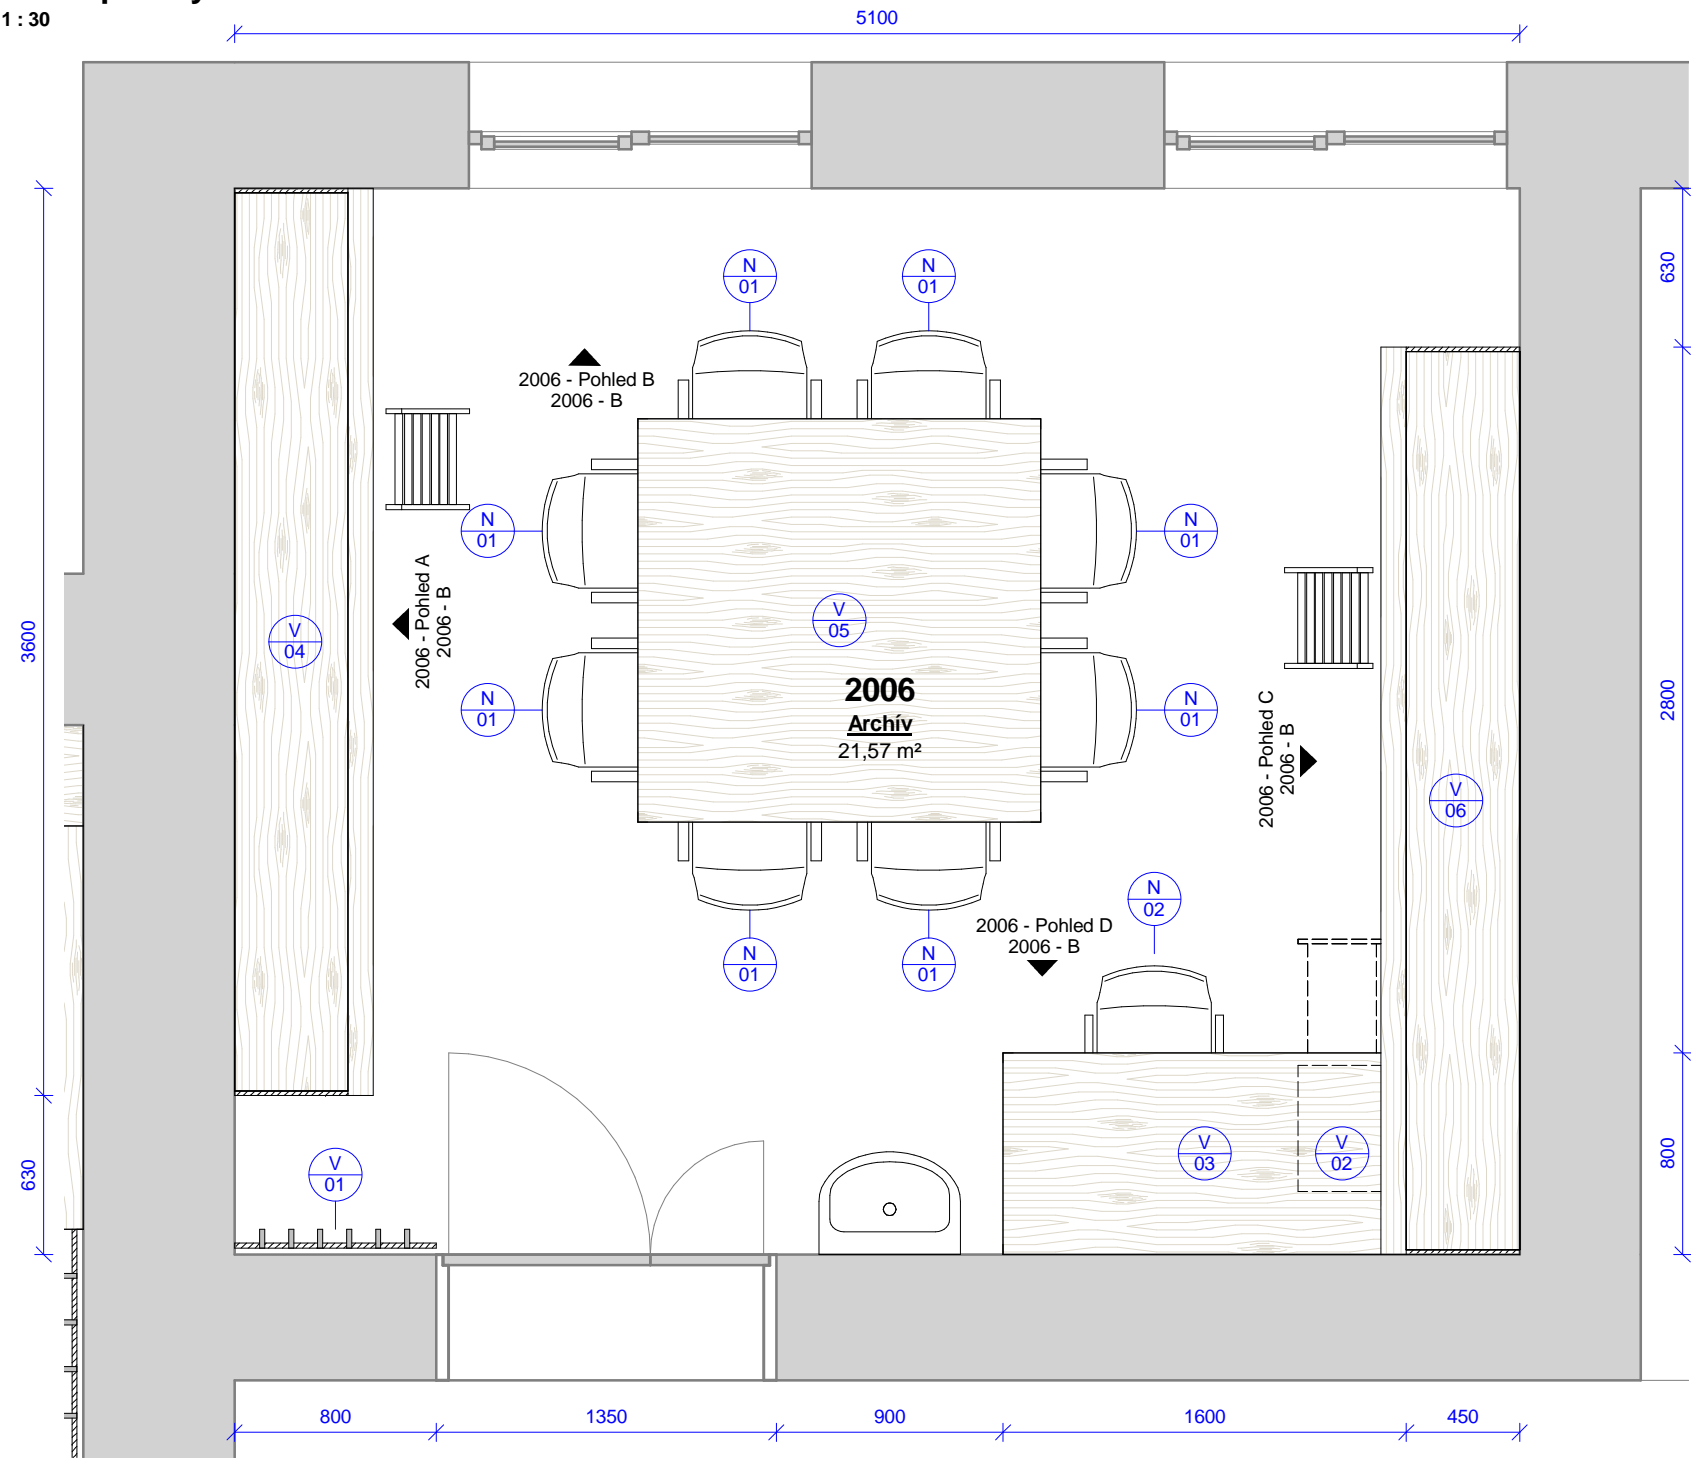 1 : 30
5100
N
01
N
01
630
2006 - Pohled B
2006 - B
N
01
N
01
2006 - Pohled A
2006 - B
V
05
V
04
3600
N
01
2006
Archív
21,57 m²
N
01
2006 - Pohled C
2006 - B
2800
V
06
N
02
2006 - Pohled D
2006 - B
N
01
N
01
V
01
630
V
03
V
02
800
800
1350
900
1600
450